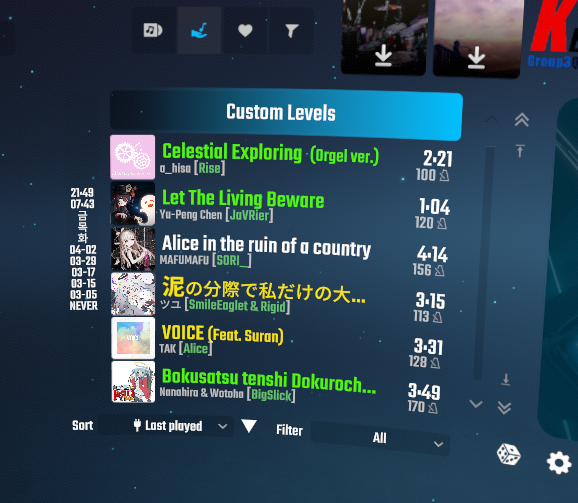 Group3
Custom Levels
Celestial Exploring (Orgel ver.)
a_hisa [Rise]
2:21
100
Let The Living Beware
Yu-Peng Chen [JaVRier]
1:04
120
Alice in the ruin of a country
MAFUMAFU [SORI_]
4:14
156
泥の分際で私だけの大...
ツユ [SmileEaglet & Rigid]
3:15
113
VOICE (Feat. Suran)
TAK [Alice]
3:31
128
Bokusatsu tenshi Dokuroch...
Nanahira & Wotoha [BigSlick]
3:49
170
21:49
07:43
금
목
화
04-02
03-29
03-17
03-15
03-05
NEVER
Sort
Last played
Filter
All